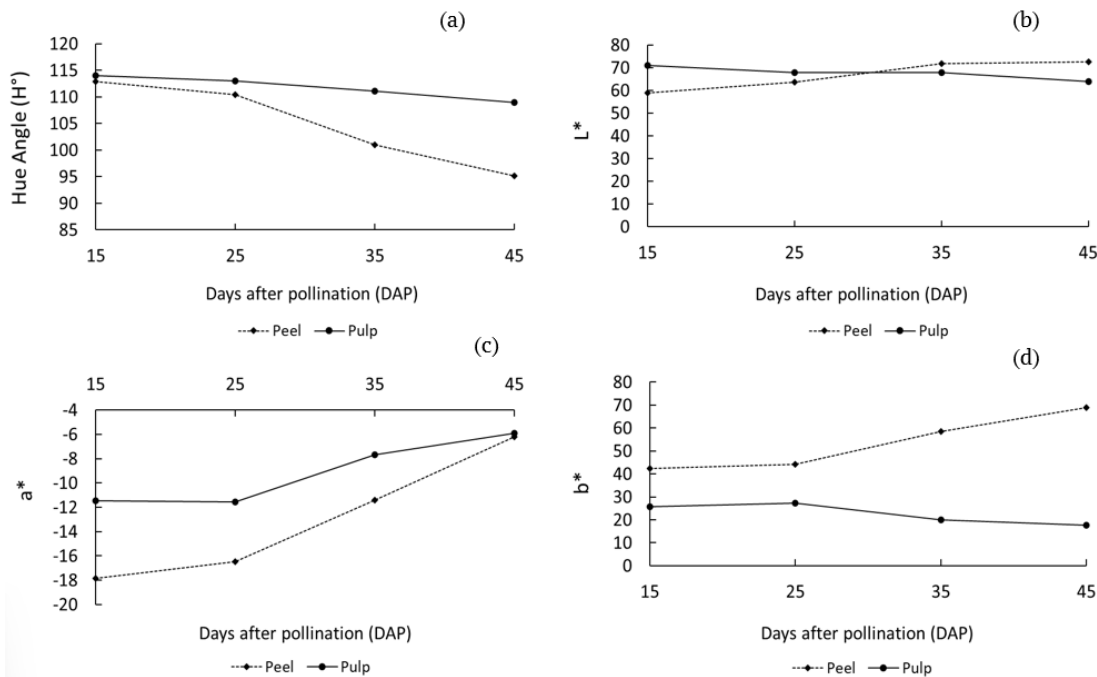 (a)
Hue Angle (H°)
120
115
110
105
100
95
90
85
15 25 35 45
Days after pollination (DAP)
Peel Pulp
(b)
L*
80
70
60
50
40
30
20
10
0
15 25 35 45
Days after pollination (DAP)
Peel Pulp
(c)
15 25 35 45
a*
-4
-6
-8
-10
-12
-14
-16
-18
-20
Days after pollination (DAP)
Peel Pulp
(d)
b*
80
70
60
50
40
30
20
10
0
15 25 35 45
Days after pollination (DAP)
Peel Pulp